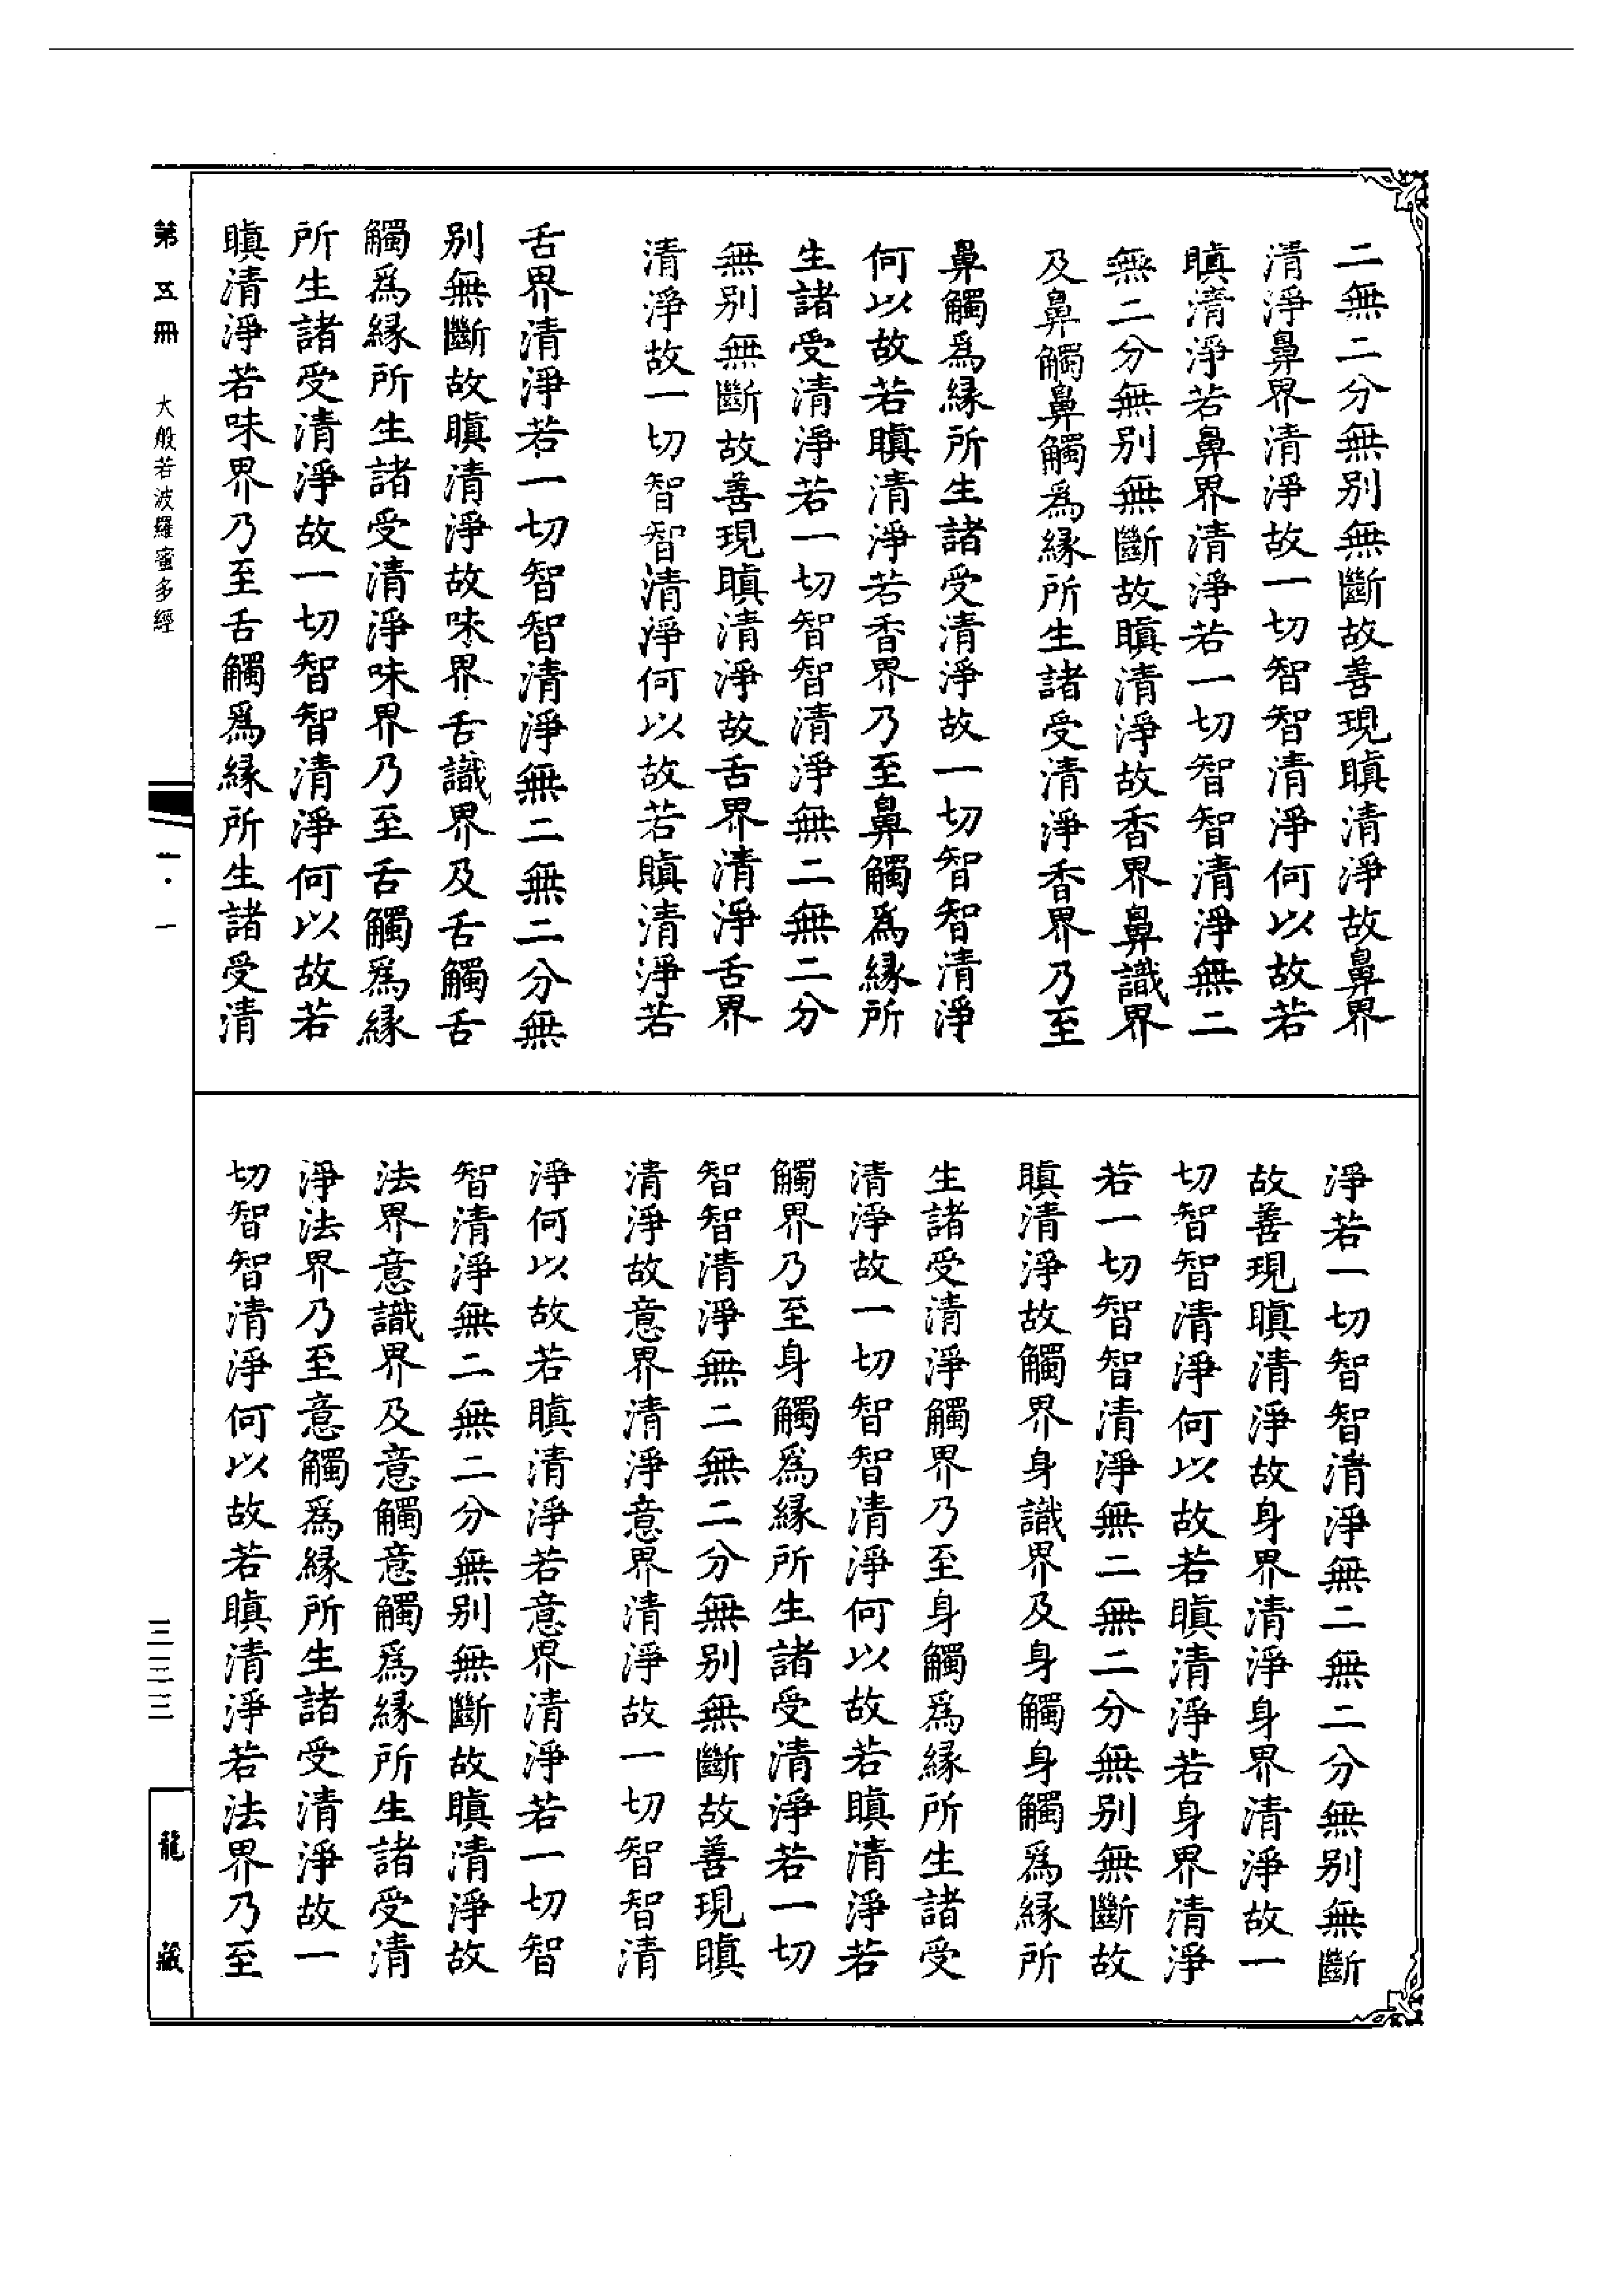 二無二分無别無斷故善現瞋清淨故鼻界
清淨鼻界清淨故一切智智清淨何以故若
瞋清淨若鼻界清淨若一切智智清淨無二
無二分無别無斷故瞋清淨故香界鼻識界
及鼻觸鼻觸爲縁所生諸受清淨香界乃至
鼻觸爲縁所生諸受清淨故一切智智清淨
何以故若瞋清淨若香界乃至鼻觸爲縁所
生諸受清淨若一切智智清淨無二無二分
無别無斷故善現瞋清淨故舌界清淨舌界
清淨故一切智智清淨何以故若瞋清淨若
舌界清淨若一切智智清淨無二無二分無
别無斷故瞋清淨故味界舌識界及舌觸舌
觸爲縁所生諸受清淨味界乃至舌觸爲縁
所生諸受清淨故一切智智清淨何以故若
瞋清淨若味界乃至舌觸爲縁所生諸受清
淨若一切智智清淨無二無二分無别無斷
故善現瞋清淨故身界清淨身界清淨故一
切智智清淨何以故若瞋清淨若身界清淨
若一切智智清淨無二無二分無别無斷故
瞋清淨故觸界身識界及身觸身觸爲縁所
生諸受清淨觸界乃至身觸爲縁所生諸受
清淨故一切智智清淨何以故若瞋清淨若
觸界乃至身觸爲縁所生諸受清淨若一切
智智清淨無二無二分無别無斷故善現瞋
清淨故意界清淨意界清淨故一切智智清
淨何以故若瞋清淨若意界清淨若一切智
智清淨無二無二分無别無斷故瞋清淨故
法界意識界及意觸意觸爲縁所生諸受清
淨法界乃至意觸爲縁所生諸受清淨故一
切智智清淨何以故若瞋清淨若法界乃至
第五冊 大般若波羅蜜多經 一·一 三三三 龍藏